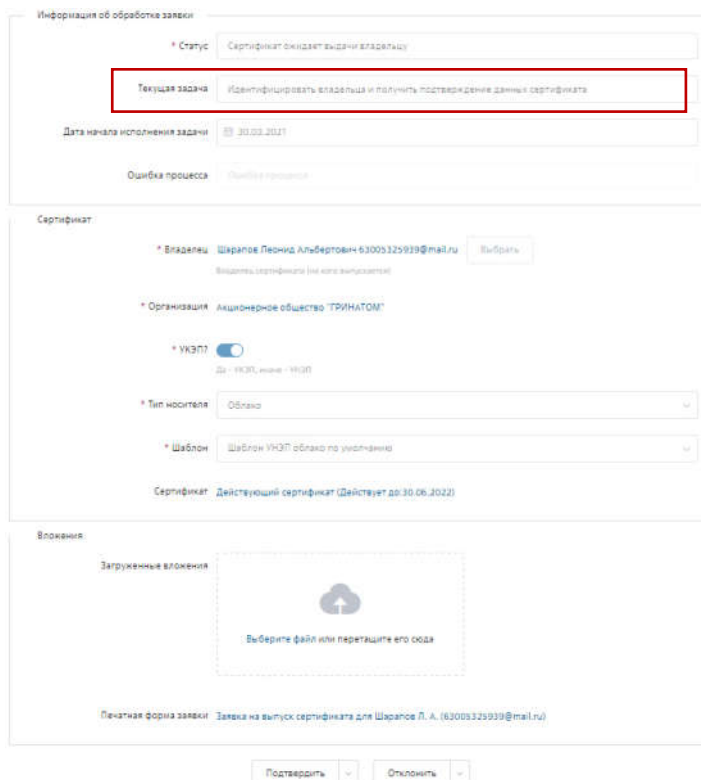 Информация об обработке заявки
* Статус Сертификат ожидает выдачи владельцу
Текущая задача Идентифицировать владельца и получить подтверждение данных сертификата
Дата начала исполнения задачи 30.03.2021
Ошибка процесса Ошибка процесса
Сертификат
* Владелец Шарапов Леонид Альбертович 63005325939@mail.ru Выбрать
Владелец сертификата (на кого выпускается)
* Организация Акционерное общество "ГРИНАТОМ"
* УКЭП?
Да - УКЭП, иначе - УНЭП
* Тип носителя Облако
* Шаблон Шаблон УНЭП облако по умолчанию
Сертификат Действующий сертификат (Действует до:30.06.2022)
Вложения
Загруженные вложения
Выберите файл или перетащите его сюда
Печатная форма заявки Заявка на выпуск сертификата для Шарапов Л. А. (63005325939@mail.ru)
Подтвердить Отклонить